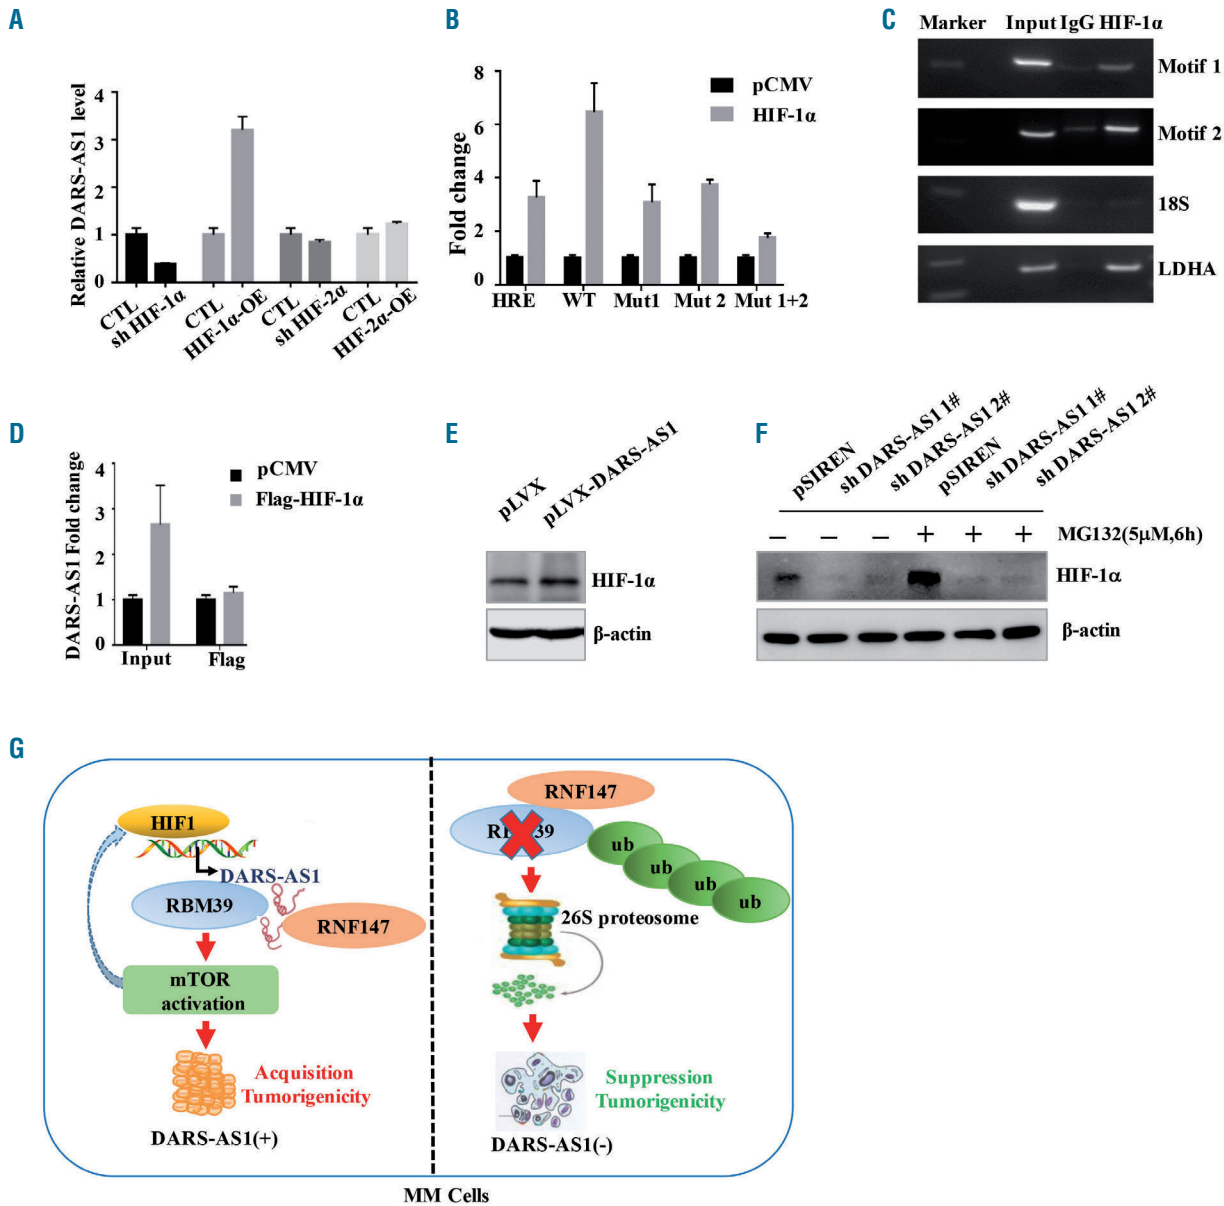 A
Relative DARS-AS1 level
4
3
2
1
0
CTL
sh HIF-1α
CTL
HIF-1α-OE
CTL
sh HIF-2α
CTL
HIF-2α-OE
B
Fold change
8
6
4
2
0
pCMV
HIF-1α
HRE WT Mut1 Mut 2 Mut 1+2
C
Marker Input IgG HIF-1α
Motif 1
Motif 2
18S
LDHA
D
DARS-AS1 Fold change
4
3
2
1
0
pCMV
Flag-HIF-1α
Input Flag
E
pLVX
pLVX-DARS-AS1
HIF-1α
β-actin
F
pSIREN
sh DARS-AS1 1#
sh DARS-AS1 2#
pSIREN
sh DARS-AS1 1#
sh DARS-AS1 2#
− − − + + + MG132(5μM,6h)
HIF-1α
β-actin
G
HIF1
DARS-AS1
RBM39
RNF147
mTOR
activation
Acquisition
Tumorigenicity
DARS-AS1(+)
RNF147
ub
ub
ub
ub
26S proteosome
Suppression
Tumorigenicity
DARS-AS1(-)
MM Cells